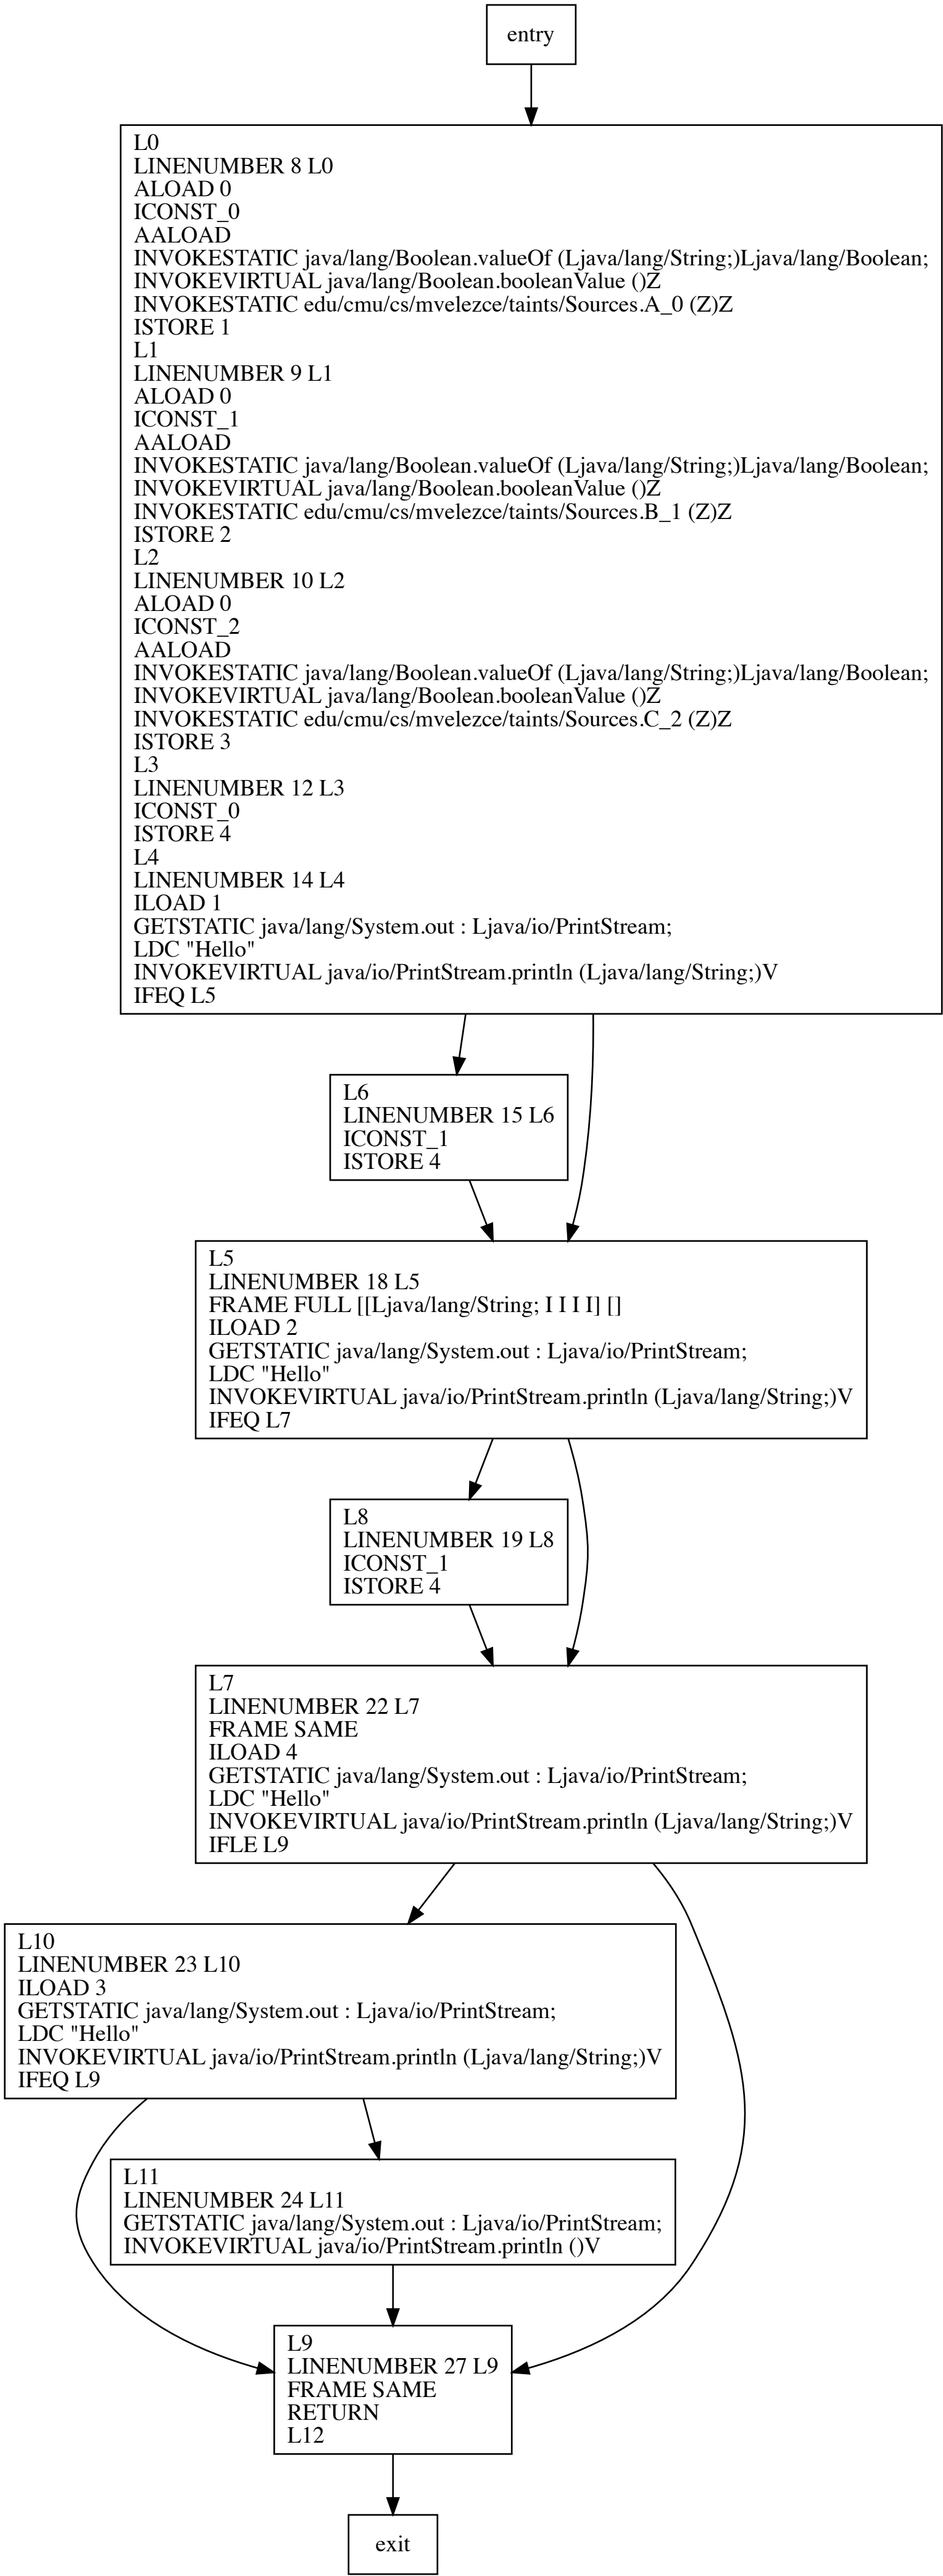 entry
L0
LINENUMBER 8 L0
ALOAD 0
ICONST_0
AALOAD
INVOKESTATIC java/lang/Boolean.valueOf (Ljava/lang/String;)Ljava/lang/Boolean;
INVOKEVIRTUAL java/lang/Boolean.booleanValue ()Z
INVOKESTATIC edu/cmu/cs/mvelezce/taints/Sources.A_0 (Z)Z
ISTORE 1
L1
LINENUMBER 9 L1
ALOAD 0
ICONST_1
AALOAD
INVOKESTATIC java/lang/Boolean.valueOf (Ljava/lang/String;)Ljava/lang/Boolean;
INVOKEVIRTUAL java/lang/Boolean.booleanValue ()Z
INVOKESTATIC edu/cmu/cs/mvelezce/taints/Sources.B_1 (Z)Z
ISTORE 2
L2
LINENUMBER 10 L2
ALOAD 0
ICONST_2
AALOAD
INVOKESTATIC java/lang/Boolean.valueOf (Ljava/lang/String;)Ljava/lang/Boolean;
INVOKEVIRTUAL java/lang/Boolean.booleanValue ()Z
INVOKESTATIC edu/cmu/cs/mvelezce/taints/Sources.C_2 (Z)Z
ISTORE 3
L3
LINENUMBER 12 L3
ICONST_0
ISTORE 4
L4
LINENUMBER 14 L4
ILOAD 1
GETSTATIC java/lang/System.out : Ljava/io/PrintStream;
LDC "Hello"
INVOKEVIRTUAL java/io/PrintStream.println (Ljava/lang/String;)V
IFEQ L5
L6
LINENUMBER 15 L6
ICONST_1
ISTORE 4
L5
LINENUMBER 18 L5
FRAME FULL [[Ljava/lang/String; I I I I] []
ILOAD 2
GETSTATIC java/lang/System.out : Ljava/io/PrintStream;
LDC "Hello"
INVOKEVIRTUAL java/io/PrintStream.println (Ljava/lang/String;)V
IFEQ L7
L8
LINENUMBER 19 L8
ICONST_1
ISTORE 4
L7
LINENUMBER 22 L7
FRAME SAME
ILOAD 4
GETSTATIC java/lang/System.out : Ljava/io/PrintStream;
LDC "Hello"
INVOKEVIRTUAL java/io/PrintStream.println (Ljava/lang/String;)V
IFLE L9
L10
LINENUMBER 23 L10
ILOAD 3
GETSTATIC java/lang/System.out : Ljava/io/PrintStream;
LDC "Hello"
INVOKEVIRTUAL java/io/PrintStream.println (Ljava/lang/String;)V
IFEQ L9
L11
LINENUMBER 24 L11
GETSTATIC java/lang/System.out : Ljava/io/PrintStream;
INVOKEVIRTUAL java/io/PrintStream.println ()V
L9
LINENUMBER 27 L9
FRAME SAME
RETURN
L12
exit